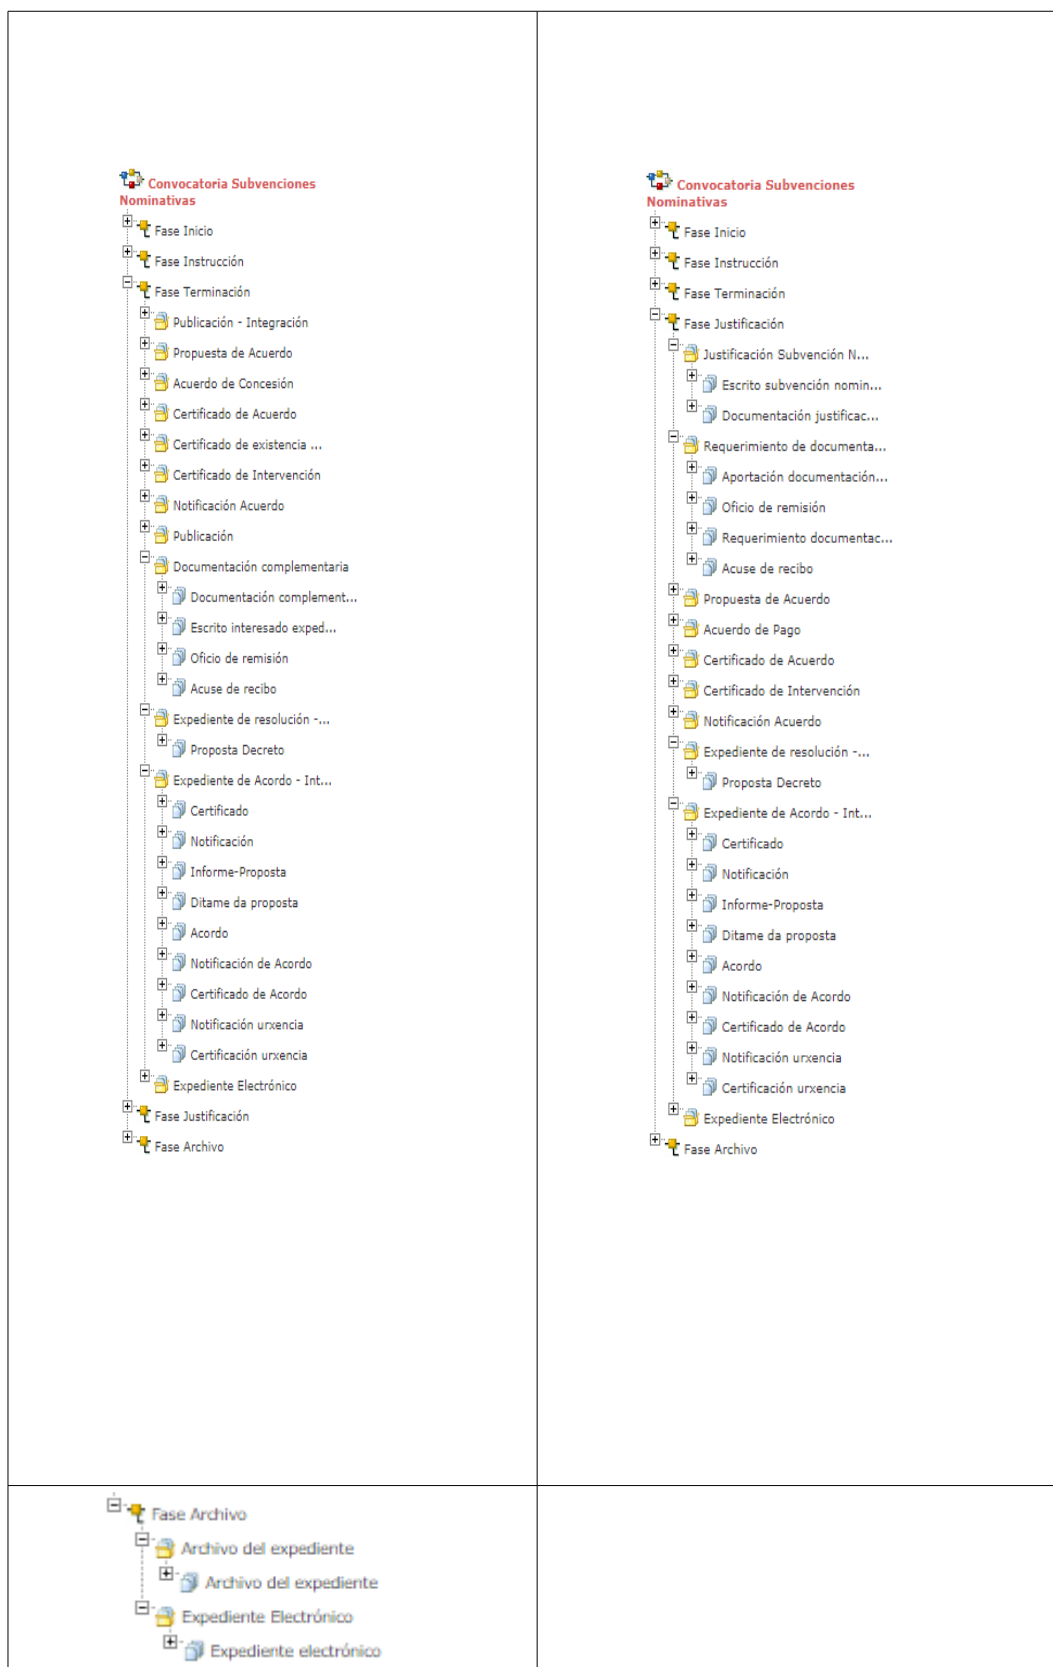 Convocatoria Subvenciones
Nominativas
Fase Inicio
Fase Instrucción
Fase Terminación
Publicación - Integración
Propuesta de Acuerdo
Acuerdo de Concesión
Certificado de Acuerdo
Certificado de existencia ...
Certificado de Intervención
Notificación Acuerdo
Publicación
Documentación complementaria
Documentación complement...
Escrito interesado exped...
Oficio de remisión
Acuse de recibo
Expediente de resolución -...
Proposta Decreto
Expediente de Acordo - Int...
Certificado
Notificación
Informe-Proposta
Ditame da proposta
Acordo
Notificación de Acordo
Certificado de Acordo
Notificación urxencia
Certificación urxencia
Expediente Electrónico
Fase Justificación
Fase Archivo
Convocatoria Subvenciones
Nominativas
Fase Inicio
Fase Instrucción
Fase Terminación
Fase Justificación
Justificación Subvención N...
Escrito subvención nomin...
Documentación justificac...
Requerimiento de documenta...
Aportación documentación...
Oficio de remisión
Requerimiento documentac...
Acuse de recibo
Propuesta de Acuerdo
Acuerdo de Pago
Certificado de Acuerdo
Certificado de Intervención
Notificación Acuerdo
Expediente de resolución -...
Proposta Decreto
Expediente de Acordo - Int...
Certificado
Notificación
Informe-Proposta
Ditame da proposta
Acordo
Notificación de Acordo
Certificado de Acordo
Notificación urxencia
Certificación urxencia
Expediente Electrónico
Fase Archivo
Fase Archivo
Archivo del expediente
Archivo del expediente
Expediente Electrónico
Expediente electrónico